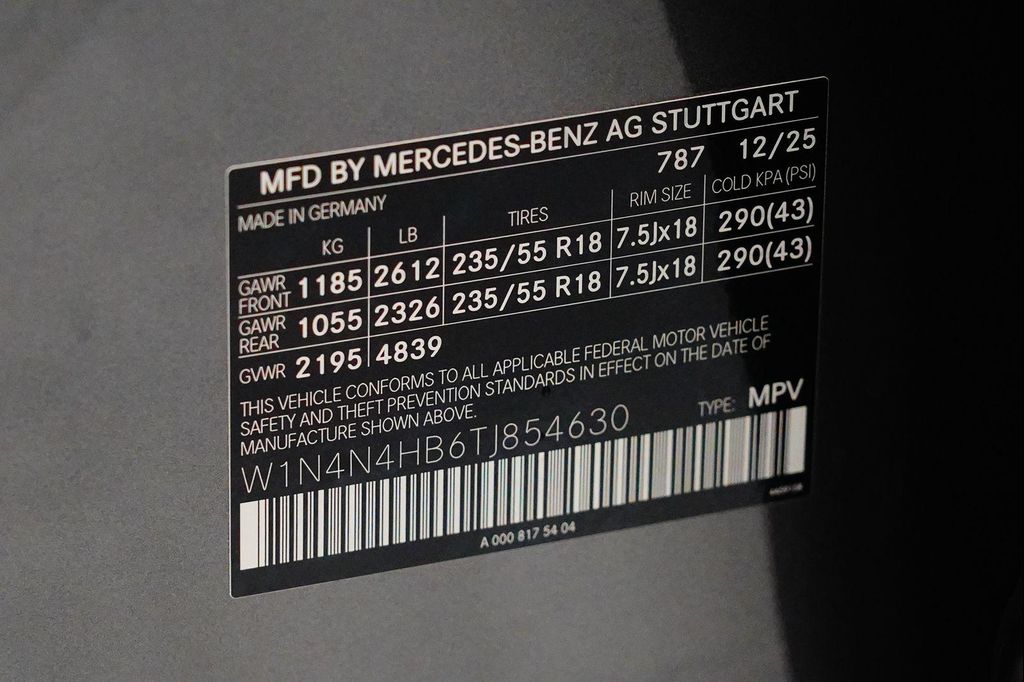 MFD BY MERCEDES-BENZ AG STUTTGART
MADE IN GERMANY 787 12/25
KG LB TIRES RIM SIZE COLD KPA (PSI)
GAWR FRONT 1185 2612 235/55 R18 7.5Jx18 290(43)
GAWR REAR 1055 2326 235/55 R18 7.5Jx18 290(43)
GVWR 2195 4839
THIS VEHICLE CONFORMS TO ALL APPLICABLE FEDERAL MOTOR VEHICLE
SAFETY AND THEFT PREVENTION STANDARDS IN EFFECT ON THE DATE OF
MANUFACTURE SHOWN ABOVE.
W1N4N4HB6TJ854630 TYPE: MPV
A 000 817 54 04